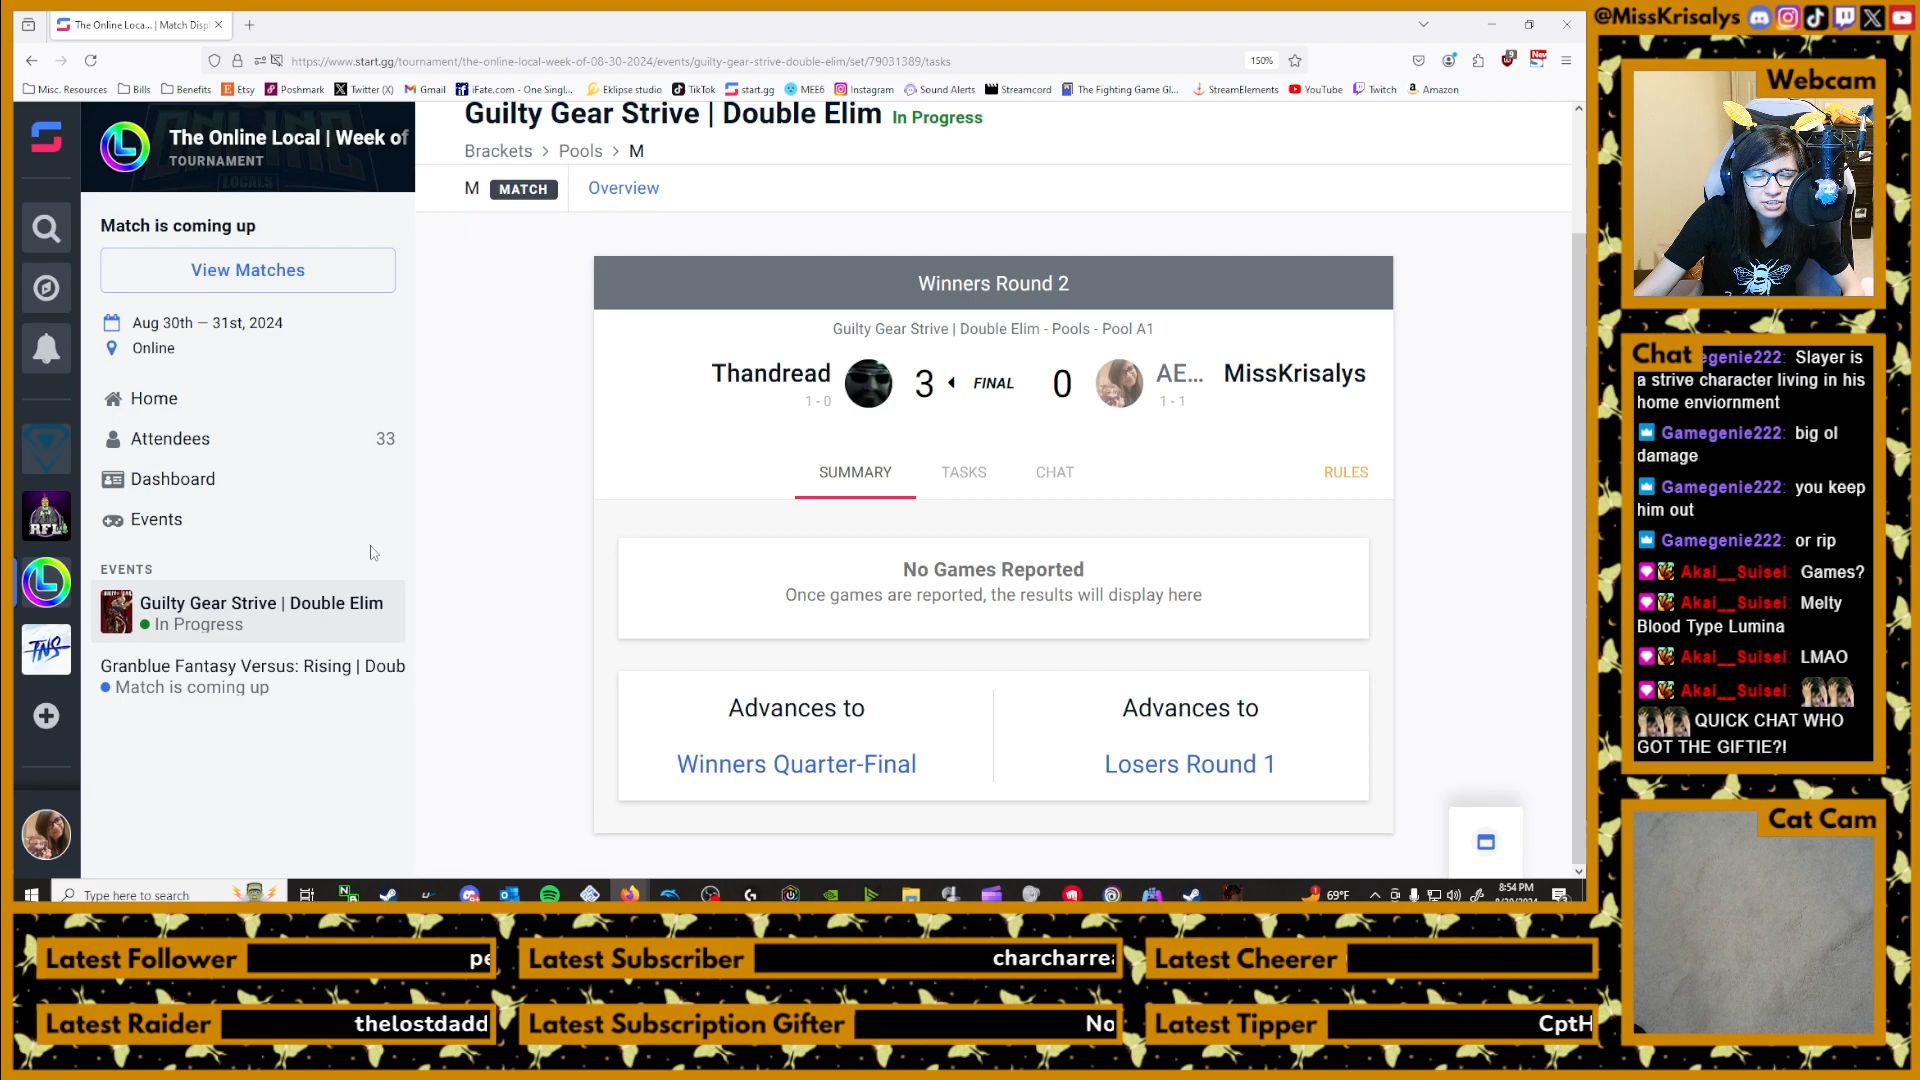 The Online Loca... | Match Disp
@MissKrisalys
https://www.start.gg/tournament/the-online-local-week-of-08-30-2024/events/guilty-gear-strive-double-elim/set/79031389/tasks
150%
Misc. Resources Bills Benefits Etsy Poshmark Twitter (X) Gmail iFate.com - One Singl... Eklipse studio TikTok start.gg MEE6 Instagram Sound Alerts Streamcord The Fighting Game Gl... StreamElements YouTube Twitch Amazon
The Online Local | Week of
TOURNAMENT
Match is coming up
View Matches
Aug 30th — 31st, 2024
Online
Home
Attendees 33
Dashboard
Events
EVENTS
Guilty Gear Strive | Double Elim
In Progress
Granblue Fantasy Versus: Rising | Doub
Match is coming up
RFL
TNS
Guilty Gear Strive | Double Elim In Progress
Brackets > Pools > M
M MATCH Overview
Winners Round 2
Guilty Gear Strive | Double Elim - Pools - Pool A1
Thandread 3 FINAL 0 AE... MissKrisalys
1 - 0 1 - 1
SUMMARY TASKS CHAT RULES
No Games Reported
Once games are reported, the results will display here
Advances to
Winners Quarter-Final
Advances to
Losers Round 1
Type here to search
69°F
8:54 PM
Webcam
Chat
egenie222: Slayer is
a strive character living in his
home enviornment
Gamegenie222: big ol
damage
Gamegenie222: you keep
him out
Gamegenie222: or rip
Akai__Suisei: Games?
Akai__Suisei: Melty
Blood Type Lumina
Akai__Suisei: LMAO
Akai__Suisei:
QUICK CHAT WHO
GOT THE GIFTIE?!
Cat Cam
Latest Follower pe
Latest Subscriber charcharrea
Latest Cheerer
Latest Raider thelostdadd
Latest Subscription Gifter No
Latest Tipper CptH